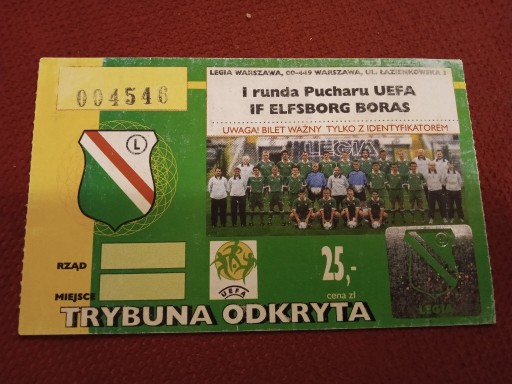 LEGIA WARSZAWA, 00-449 WARSZAWA, UL. ŁAZIENKOWSKA 3
004546
I runda Pucharu UEFA
IF ELFSBORG BORAS
UWAGA! BILET WAŻNY TYLKO Z IDENTYFIKATOREM
LEGIA
L
RZĄD
MIEJSCE
UEFA
25,-
cena zł
LEGIA
TRYBUNA ODKRYTA